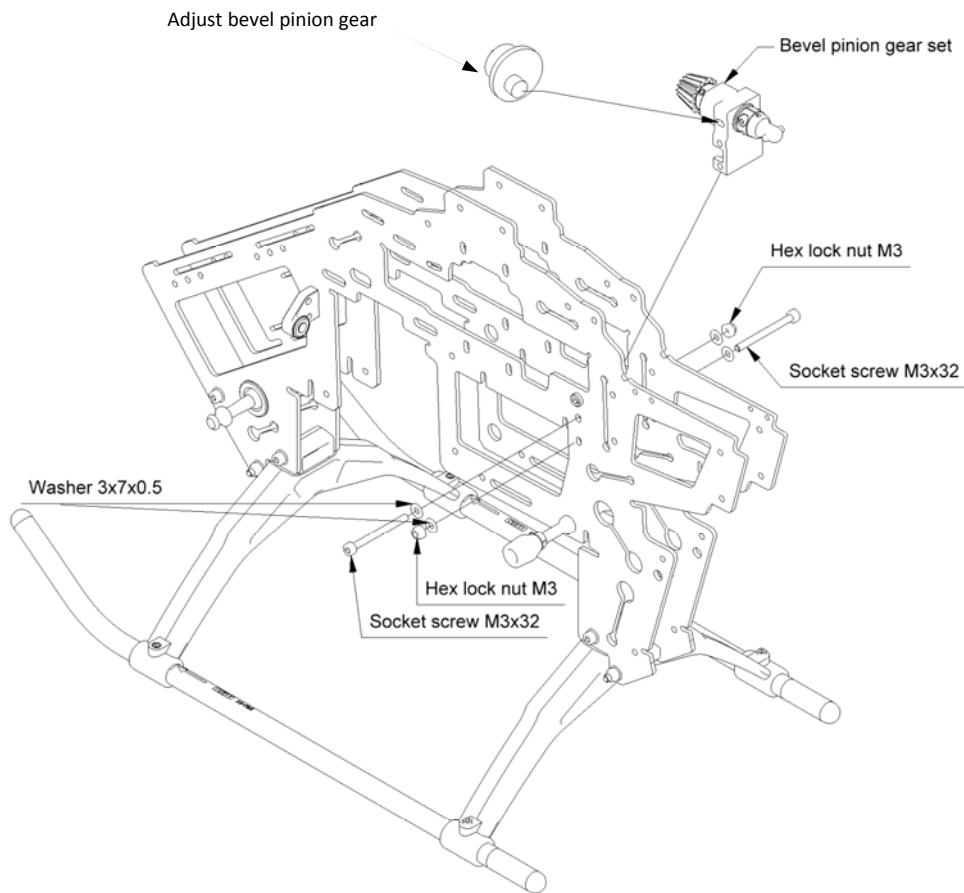 Adjust bevel pinion gear
Bevel pinion gear set
Hex lock nut M3
Socket screw M3x32
Washer 3x7x0.5
Hex lock nut M3
Socket screw M3x32